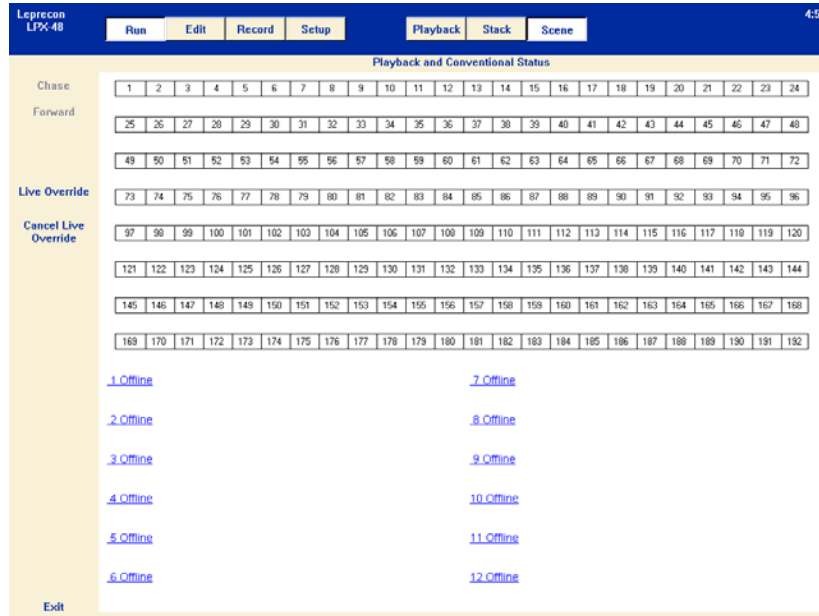 Leprecon
LPX-48
Run Edit Record Setup Playback Stack Scene
Playback and Conventional Status
Chase
Forward
Live Override
Cancel Live
Override
1 2 3 4 5 6 7 8 9 10 11 12 13 14 15 16 17 18 19 20 21 22 23 24
25 26 27 28 29 30 31 32 33 34 35 36 37 38 39 40 41 42 43 44 45 46 47 48
49 50 51 52 53 54 55 56 57 58 59 60 61 62 63 64 65 66 67 68 69 70 71 72
73 74 75 76 77 78 79 80 81 82 83 84 85 86 87 88 89 90 91 92 93 94 95 96
97 98 99 100 101 102 103 104 105 106 107 108 109 110 111 112 113 114 115 116 117 118 119 120
121 122 123 124 125 126 127 128 129 130 131 132 133 134 135 136 137 138 139 140 141 142 143 144
145 146 147 148 149 150 151 152 153 154 155 156 157 158 159 160 161 162 163 164 165 166 167 168
169 170 171 172 173 174 175 176 177 178 179 180 181 182 183 184 185 186 187 188 189 190 191 192
1 Offline 7 Offline
2 Offline 8 Offline
3 Offline 9 Offline
4 Offline 10 Offline
5 Offline 11 Offline
6 Offline 12 Offline
Exit